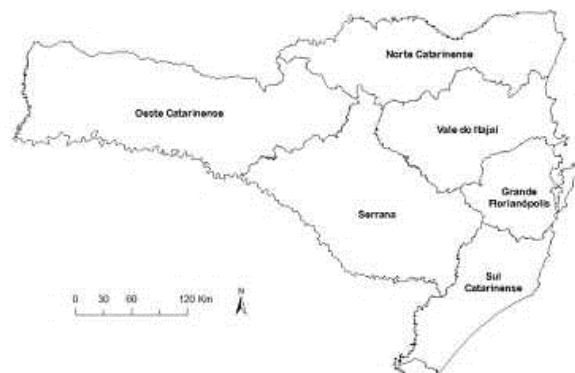 Norte Catarinense
Oeste Catarinense
Vale do Itajaí
Grande
Florianópolis
Serrana
Sul
Catarinense
N
0 30 60 120 Km